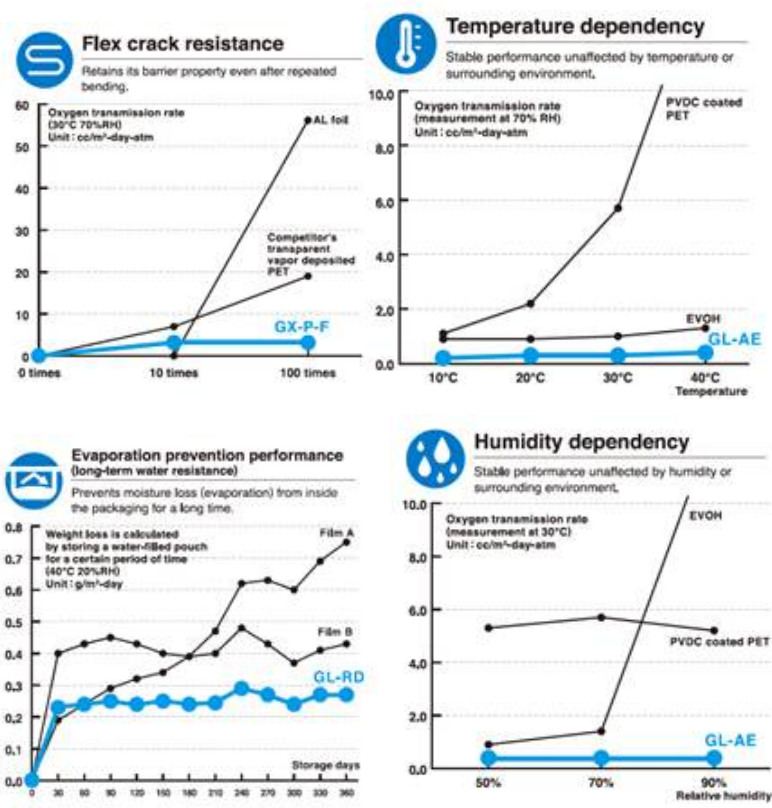 Flex crack resistance
Retains its barrier property even after repeated
bending.
60
50
40
30
20
10
0
Oxygen transmission rate
(30°C 70%RH)
Unit : cc/m²-day-atm
AL foil
Competitor's
transparent
vapor deposited
PET
GX-P-F
0 times
10 times
100 times
Temperature dependency
Stable performance unaffected by temperature or
surrounding environment.
10.0
8.0
6.0
4.0
2.0
0.0
Oxygen transmission rate
(measurement at 70% RH)
Unit : cc/m²-day-atm
PVDC coated
PET
EVOH
GL-AE
10°C
20°C
30°C
40°C
Temperature
Evaporation prevention performance
(long-term water resistance)
Prevents moisture loss (evaporation) from inside
the packaging for a long time.
0.8
0.7
0.6
0.5
0.4
0.3
0.2
0.1
0.0
Weight loss is calculated
by storing a water-filled pouch
for a certain period of time
(40°C 20%RH)
Unit : g/m²-day
Film A
Film B
GL-RD
Storage days
0
30
60
90
120
150
180
210
240
270
300
330
360
Humidity dependency
Stable performance unaffected by humidity or
surrounding environment.
10.0
8.0
6.0
4.0
2.0
0.0
Oxygen transmission rate
(measurement at 30°C)
Unit : cc/m²-day-atm
EVOH
PVDC coated PET
GL-AE
50%
70%
90%
Relative humidity